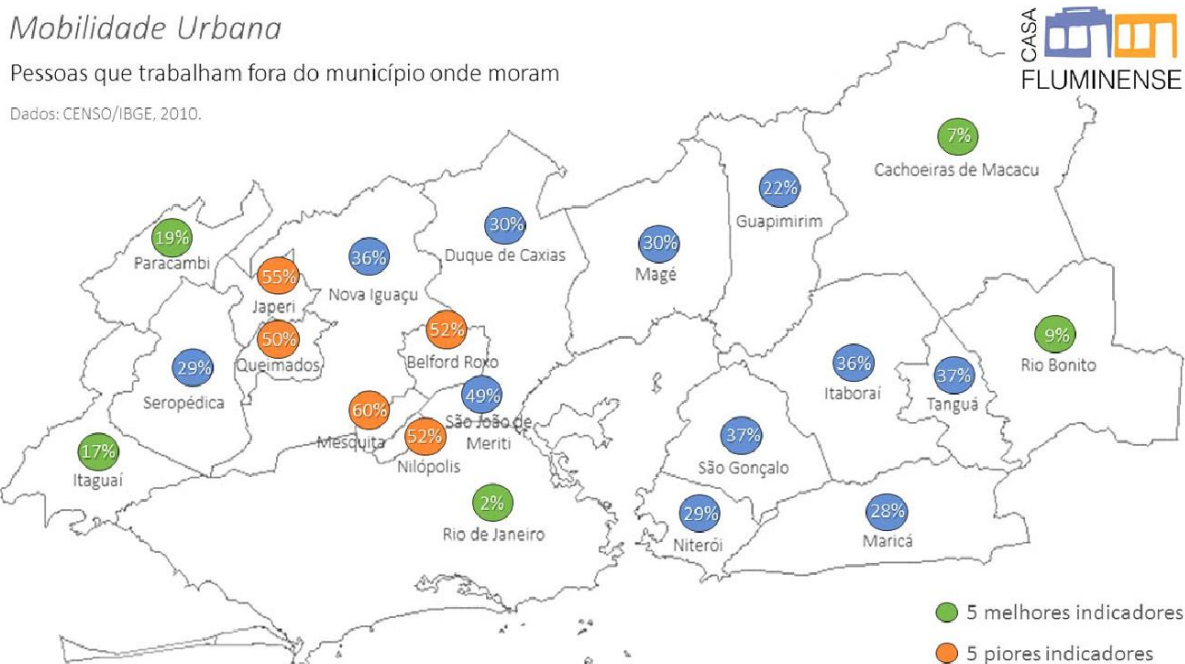 Mobilidade Urbana
Pessoas que trabalham fora do município onde moram
Dados: CENSO/IBGE, 2010.
CASA
FLUMINENSE
7%
Cachoeiras de Macacu
22%
Guapimirim
30%
Duque de Caxias
30%
Magé
19%
Paracambi
36%
Nova Iguaçu
55%
Japeri
50%
Queimados
52%
Belford Roxo
9%
Rio Bonito
29%
Seropédica
36%
Itaboraí
37%
Tanguá
49%
São João de
Meriti
60%
Mesquita
52%
Nilópolis
37%
São Gonçalo
17%
Itaguaí
2%
Rio de Janeiro
29%
Niterói
28%
Maricá
5 melhores indicadores
5 piores indicadores